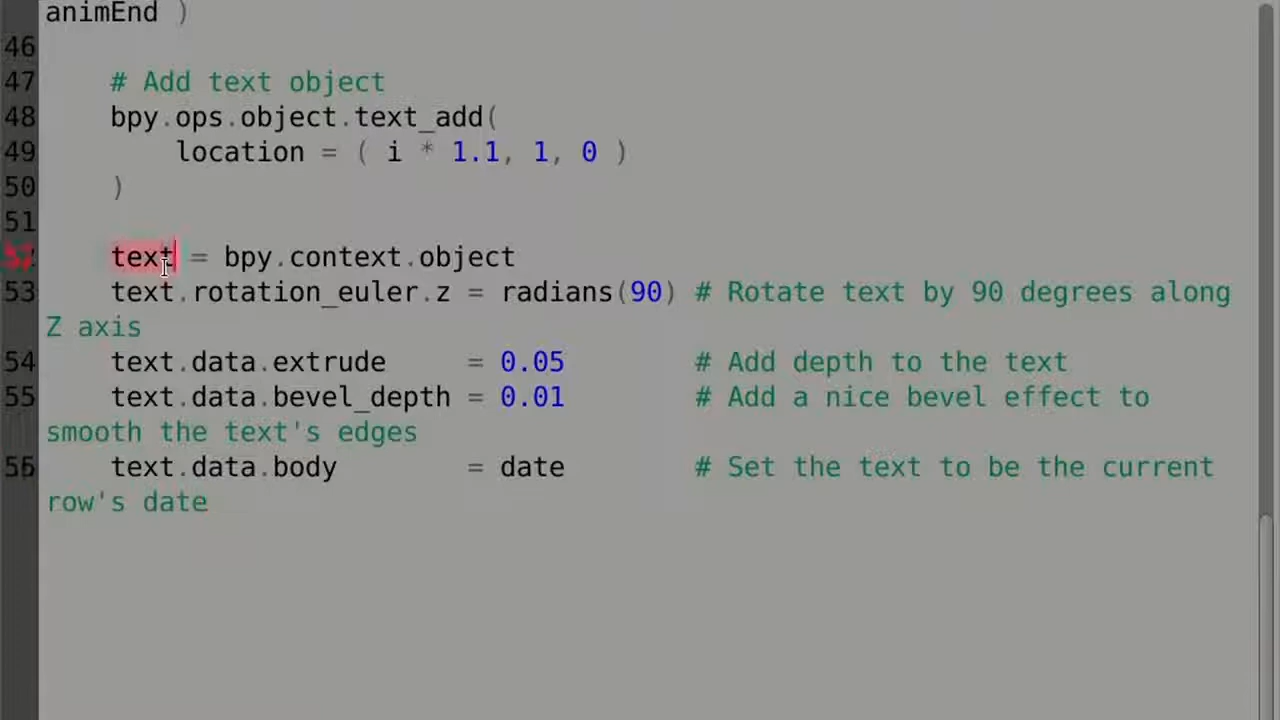 animEnd )
46
47 # Add text object
48 bpy.ops.object.text_add(
49 location = ( i * 1.1, 1, 0 )
50 )
51
52 text = bpy.context.object
53 text.rotation_euler.z = radians(90) # Rotate text by 90 degrees along
Z axis
54 text.data.extrude = 0.05 # Add depth to the text
55 text.data.bevel_depth = 0.01 # Add a nice bevel effect to
smooth the text's edges
56 text.data.body = date # Set the text to be the current
row's date